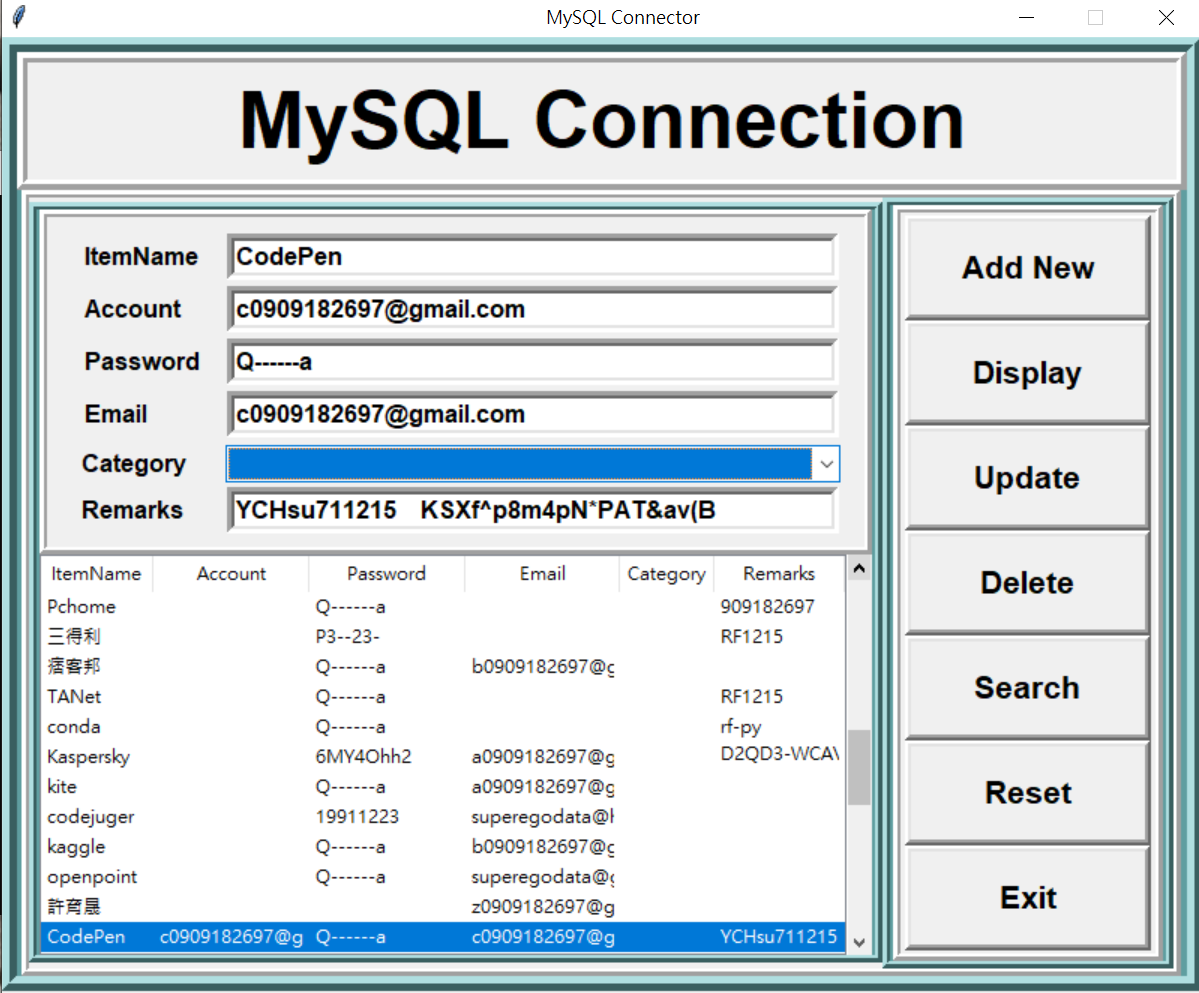 MySQL Connector
MySQL Connection
ItemName CodePen
Account c0909182697@gmail.com
Password Q------a
Email c0909182697@gmail.com
Category
Remarks YCHsu711215 KSXf^p8m4pN*PAT&av(B
Add New
Display
Update
Delete
Search
Reset
Exit
ItemName Account Password Email Category Remarks
Pchome Q------a 909182697
三得利 P3--23- RF1215
痞客邦 Q------a b0909182697@g
TANet Q------a RF1215
conda Q------a rf-py
Kaspersky 6MY4Ohh2 a0909182697@g D2QD3-WCAV
kite Q------a a0909182697@g
codejuger 19911223 superegodata@h
kaggle Q------a b0909182697@g
openpoint Q------a superegodata@g
許育晟 z0909182697@g
CodePen c0909182697@g Q------a c0909182697@g YCHsu711215